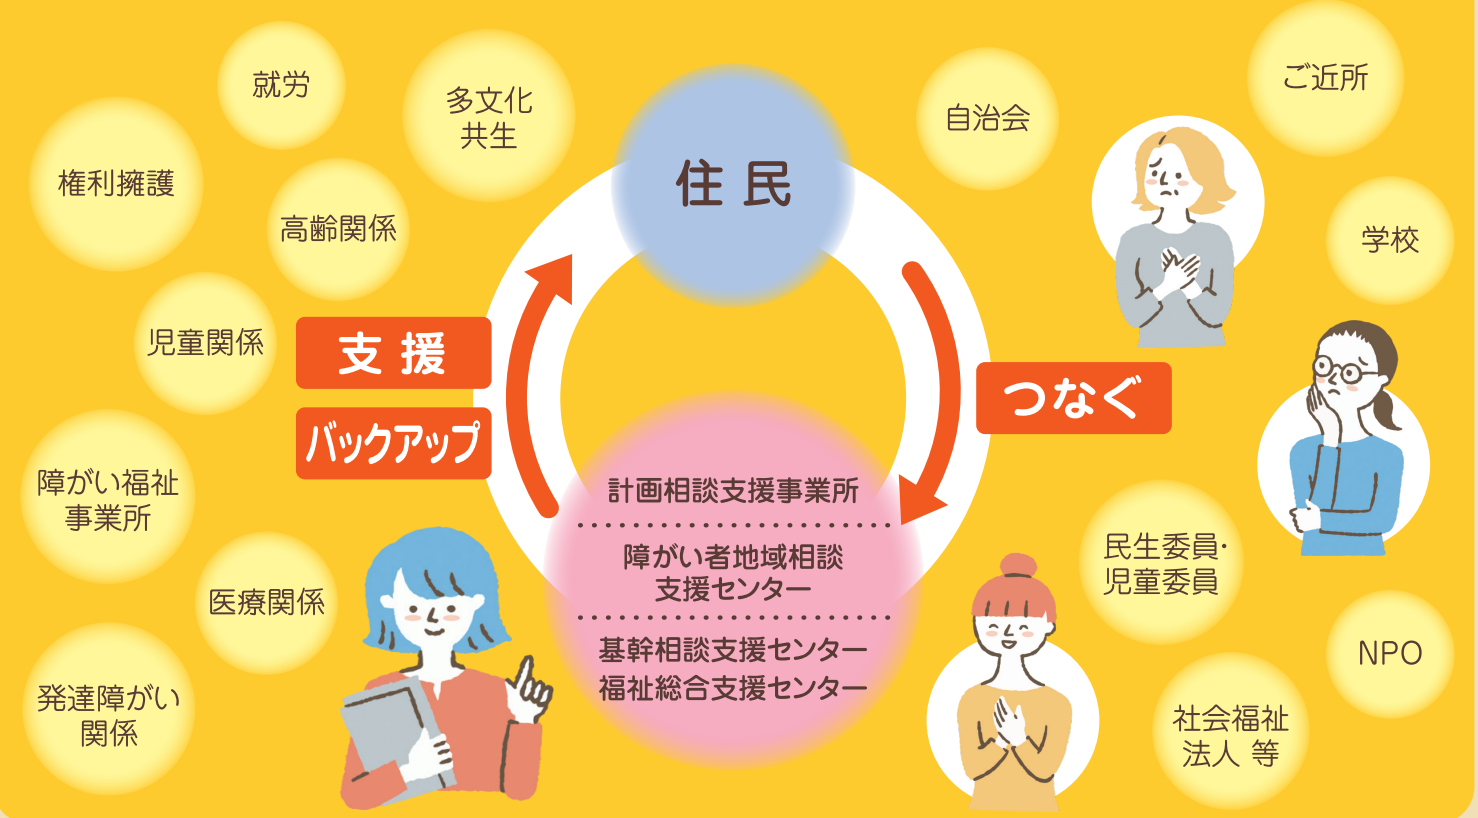 就労
多文化
共生
権利擁護
高齢関係
児童関係
障がい福祉
事業所
医療関係
発達障がい
関係
住民
支援
バックアップ
つなぐ
計画相談支援事業所
障がい者地域相談
支援センター
基幹相談支援センター
福祉総合支援センター
自治会
ご近所
学校
民生委員・
児童委員
NPO
社会福祉
法人 等